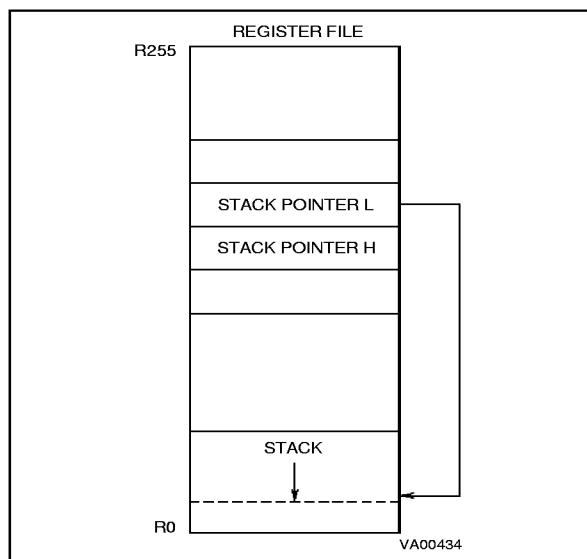 REGISTER FILE
R255
STACK POINTER L
STACK POINTER H
STACK
R0
VA00434